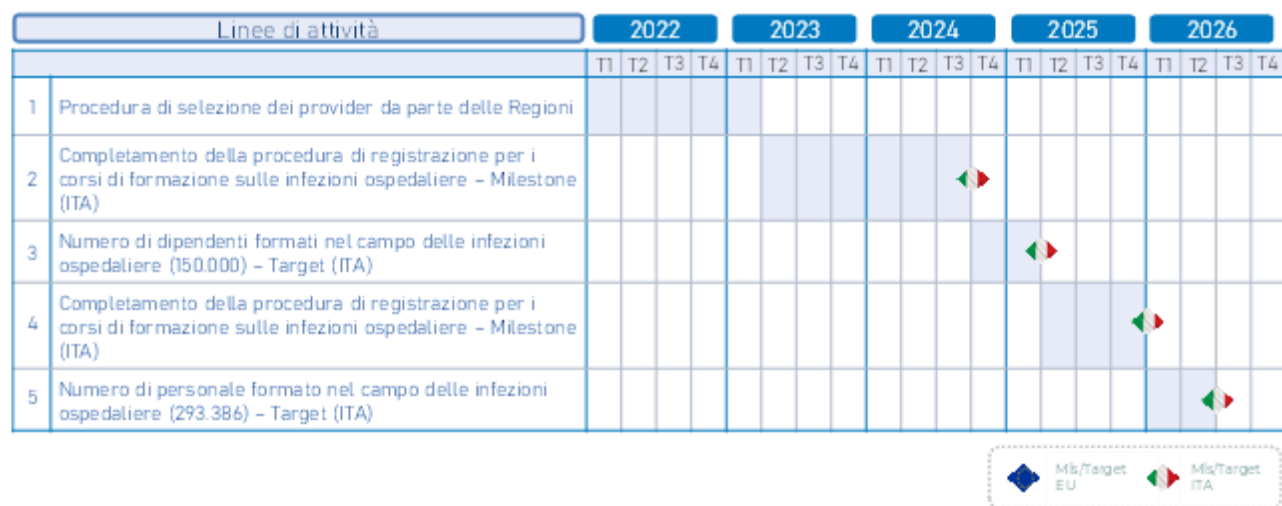 Linee di attività 2022 2023 2024 2025 2026
T1 T2 T3 T4 T1 T2 T3 T4 T1 T2 T3 T4 T1 T2 T3 T4 T1 T2 T3 T4
1 Procedura di selezione dei provider da parte delle Regioni
2 Completamento della procedura di registrazione per i
corsi di formazione sulle infezioni ospedaliere – Milestone
(ITA)
3 Numero di dipendenti formati nel campo delle infezioni
ospedaliere (150.000) – Target (ITA)
4 Completamento della procedura di registrazione per i
corsi di formazione sulle infezioni ospedaliere – Milestone
(ITA)
5 Numero di personale formato nel campo delle infezioni
ospedaliere (293.386) – Target (ITA)
Mls/Target
EU
Mls/Target
ITA